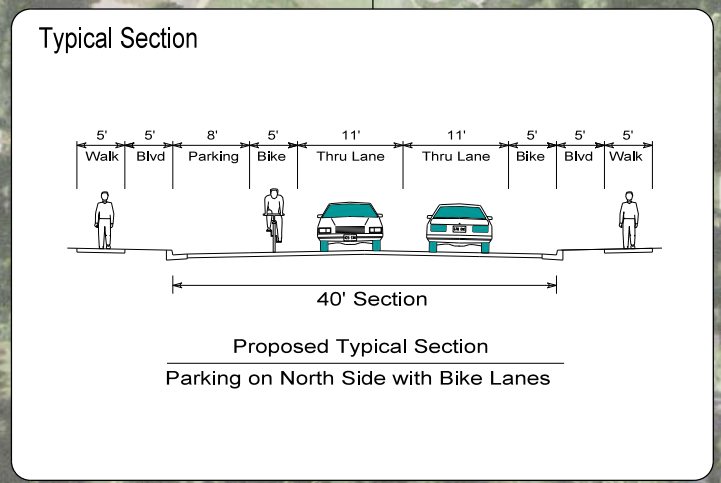 Typical Section
5' 5' 8' 5' 11' 11' 5' 5' 5'
Walk Blvd Parking Bike Thru Lane Thru Lane Bike Blvd Walk
40' Section
Proposed Typical Section
Parking on North Side with Bike Lanes